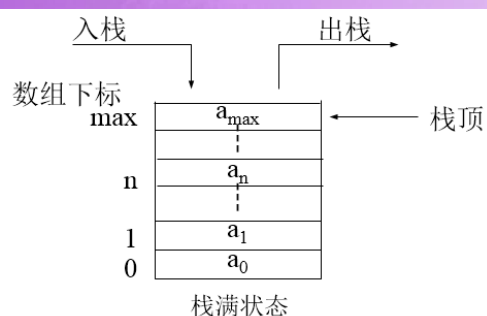 入栈 出栈
数组下标
max a_max 栈顶
n a_n
1 a_1
0 a_0
栈满状态